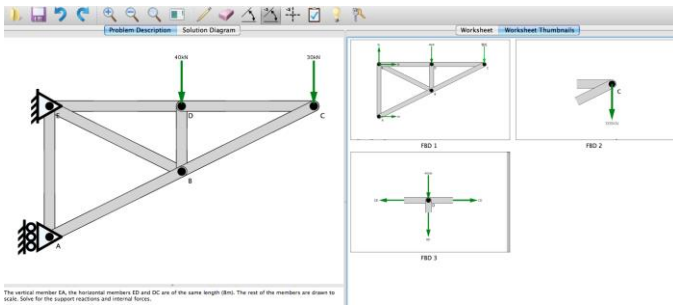 Problem Description
Solution Diagram
Worksheet
Worksheet Thumbnails
40kN
E
D
C
B
A
FBD 1
C
FBD 2
FBD 3
The vertical member EA, the horizontal members ED and DC are of the same length (8m). The rest of the members are drawn to
scale. Solve for the support reactions and internal forces.